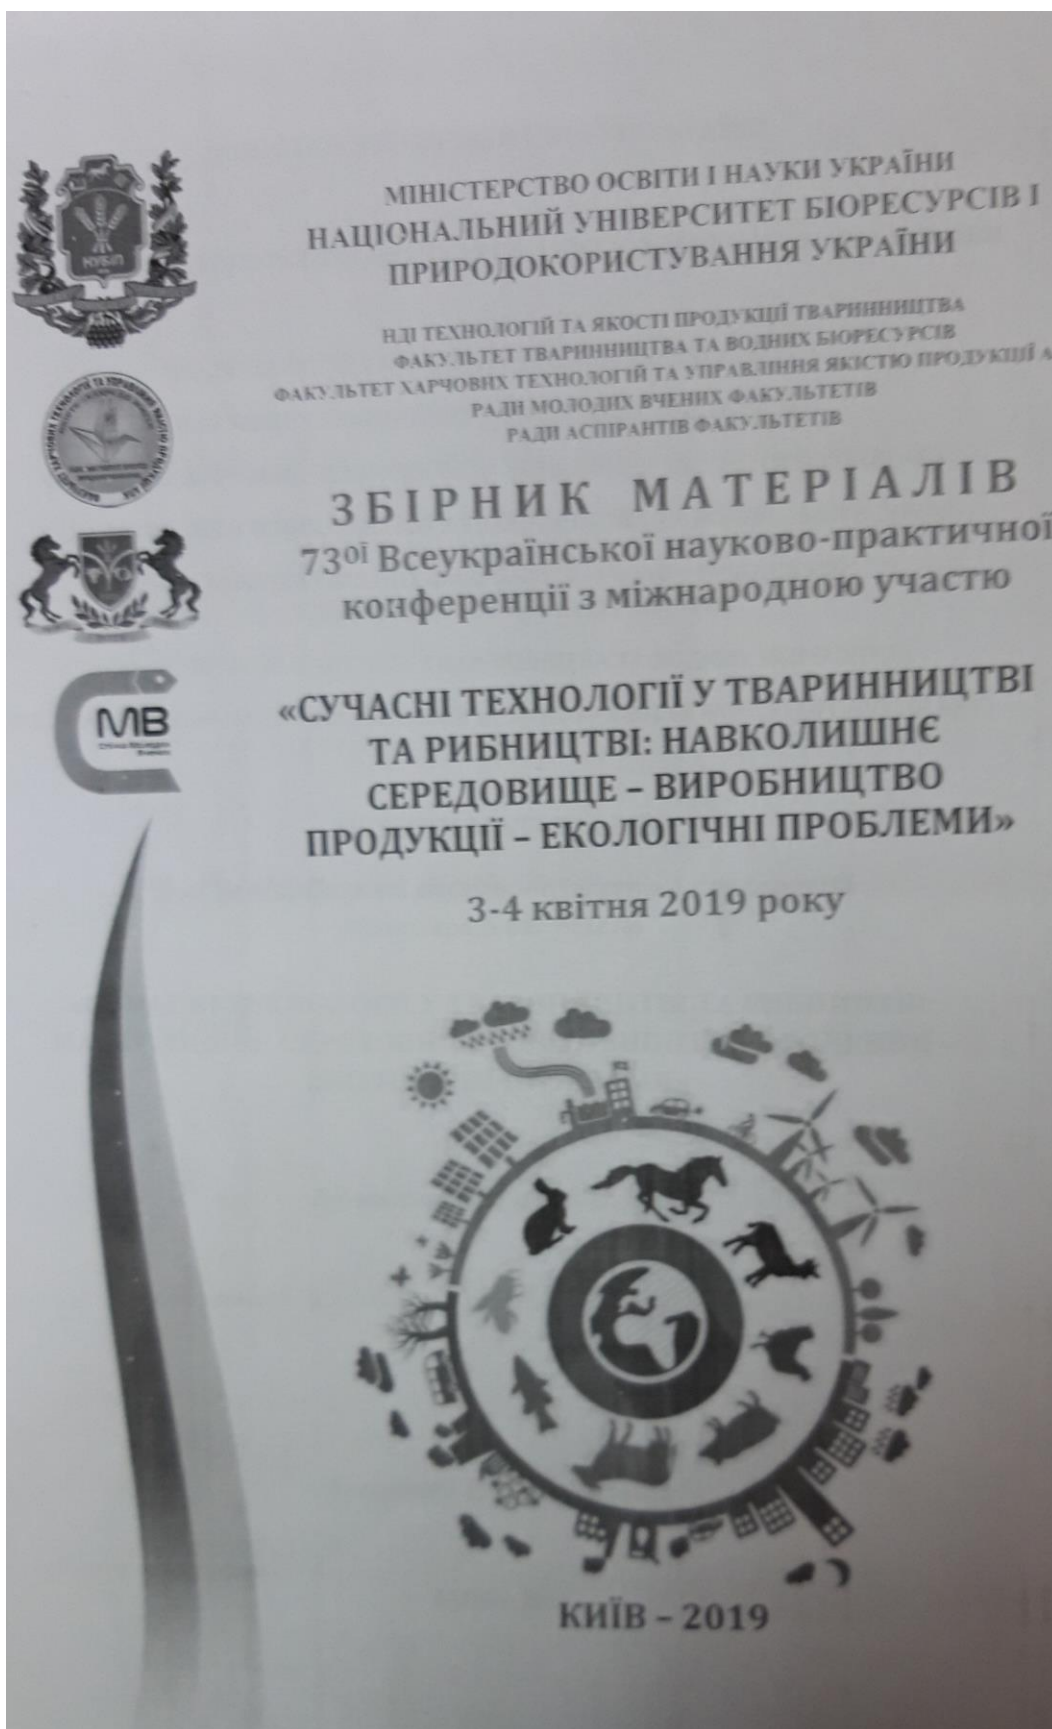 МІНІСТЕРСТВО ОСВІТИ І НАУКИ УКРАЇНИ
НАЦІОНАЛЬНИЙ УНІВЕРСИТЕТ БІОРЕСУРСІВ І
ПРИРОДОКОРИСТУВАННЯ УКРАЇНИ
НДІ ТЕХНОЛОГІЙ ТА ЯКОСТІ ПРОДУКЦІЇ ТВАРИННИЦТВА
ФАКУЛЬТЕТ ТВАРИННИЦТВА ТА ВОДНИХ БІОРЕСУРСІВ
ФАКУЛЬТЕТ ХАРЧОВИХ ТЕХНОЛОГІЙ ТА УПРАВЛІННЯ ЯКІСТЮ ПРОДУКЦІЇ А
РАДИ МОЛОДИХ ВЧЕНИХ ФАКУЛЬТЕТІВ
РАДИ АСПІРАНТІВ ФАКУЛЬТЕТІВ
ЗБІРНИК МАТЕРІАЛІВ
73ої Всеукраїнської науково-практичної
конференції з міжнародною участю
«СУЧАСНІ ТЕХНОЛОГІЇ У ТВАРИННИЦТВІ
ТА РИБНИЦТВІ: НАВКОЛИШНЄ
СЕРЕДОВИЩЕ – ВИРОБНИЦТВО
ПРОДУКЦІЇ – ЕКОЛОГІЧНІ ПРОБЛЕМИ»
3-4 квітня 2019 року
КИЇВ – 2019
НУБІП
МВ